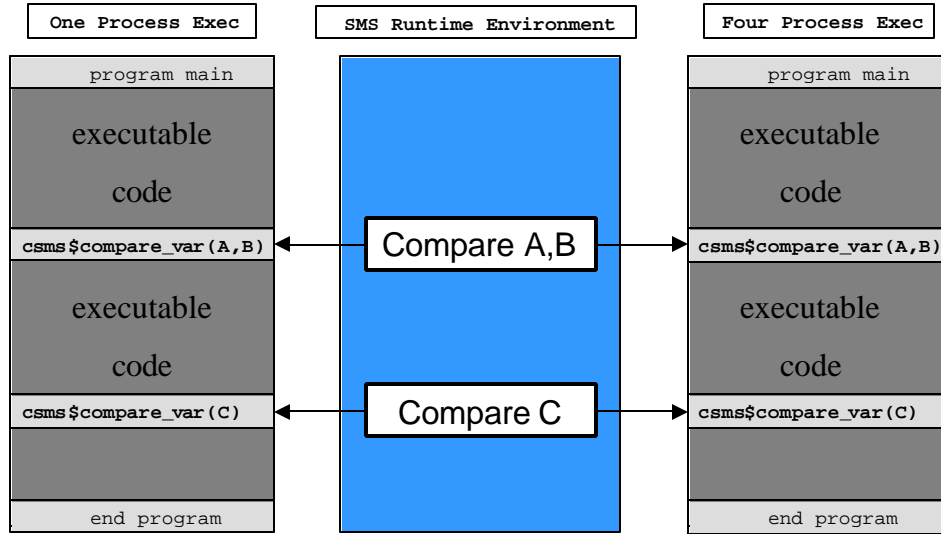 One Process Exec
SMS Runtime Environment
Four Process Exec
program main
executable
code
csms$compare_var(A,B)
executable
code
csms$compare_var(C)
end program
Compare A,B
Compare C
program main
executable
code
csms$compare_var(A,B)
executable
code
csms$compare_var(C)
end program